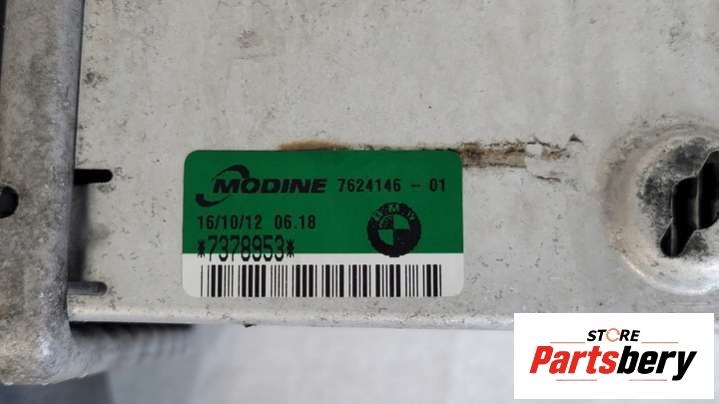 MODINE 7624146 - 01
16/10/12 06.18
*7378953*
BMW
STORE
Partsbery